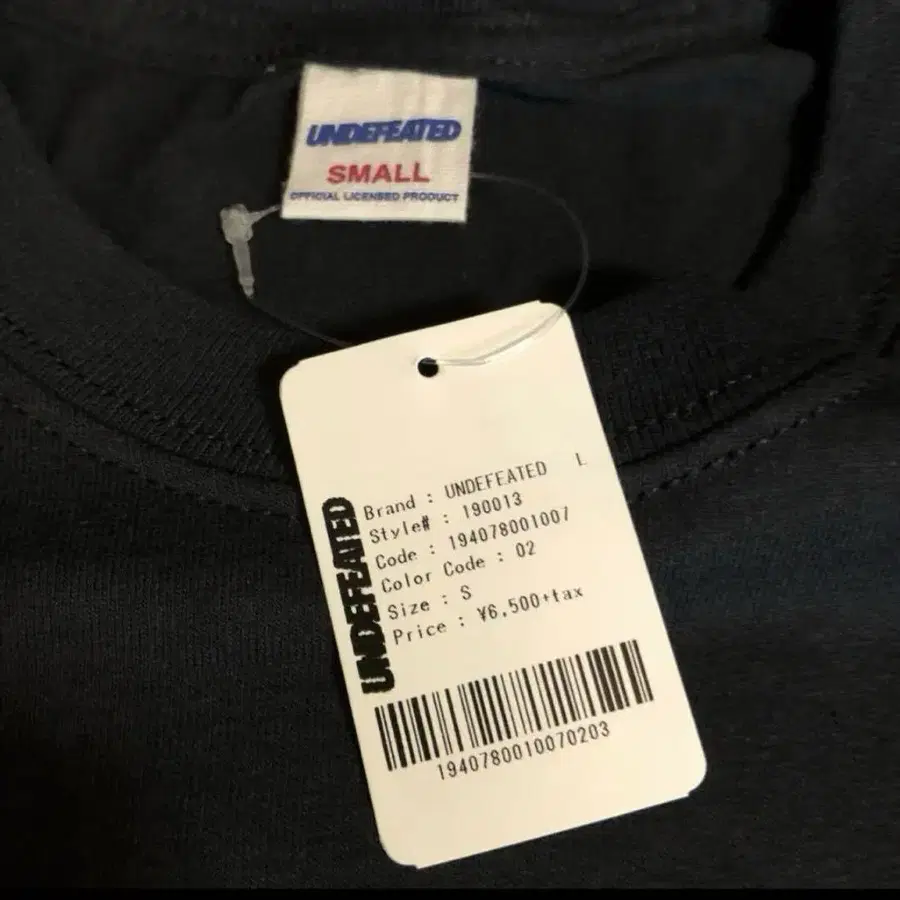 UNDEFEATED
SMALL
OFFICIAL LICENSED PRODUCT
UNDEFEATED
Brand : UNDEFEATED L
Style# : 190013
Code : 194078001007
Color Code : 02
Size : S
Price : ¥6,500+tax
1940780010070203